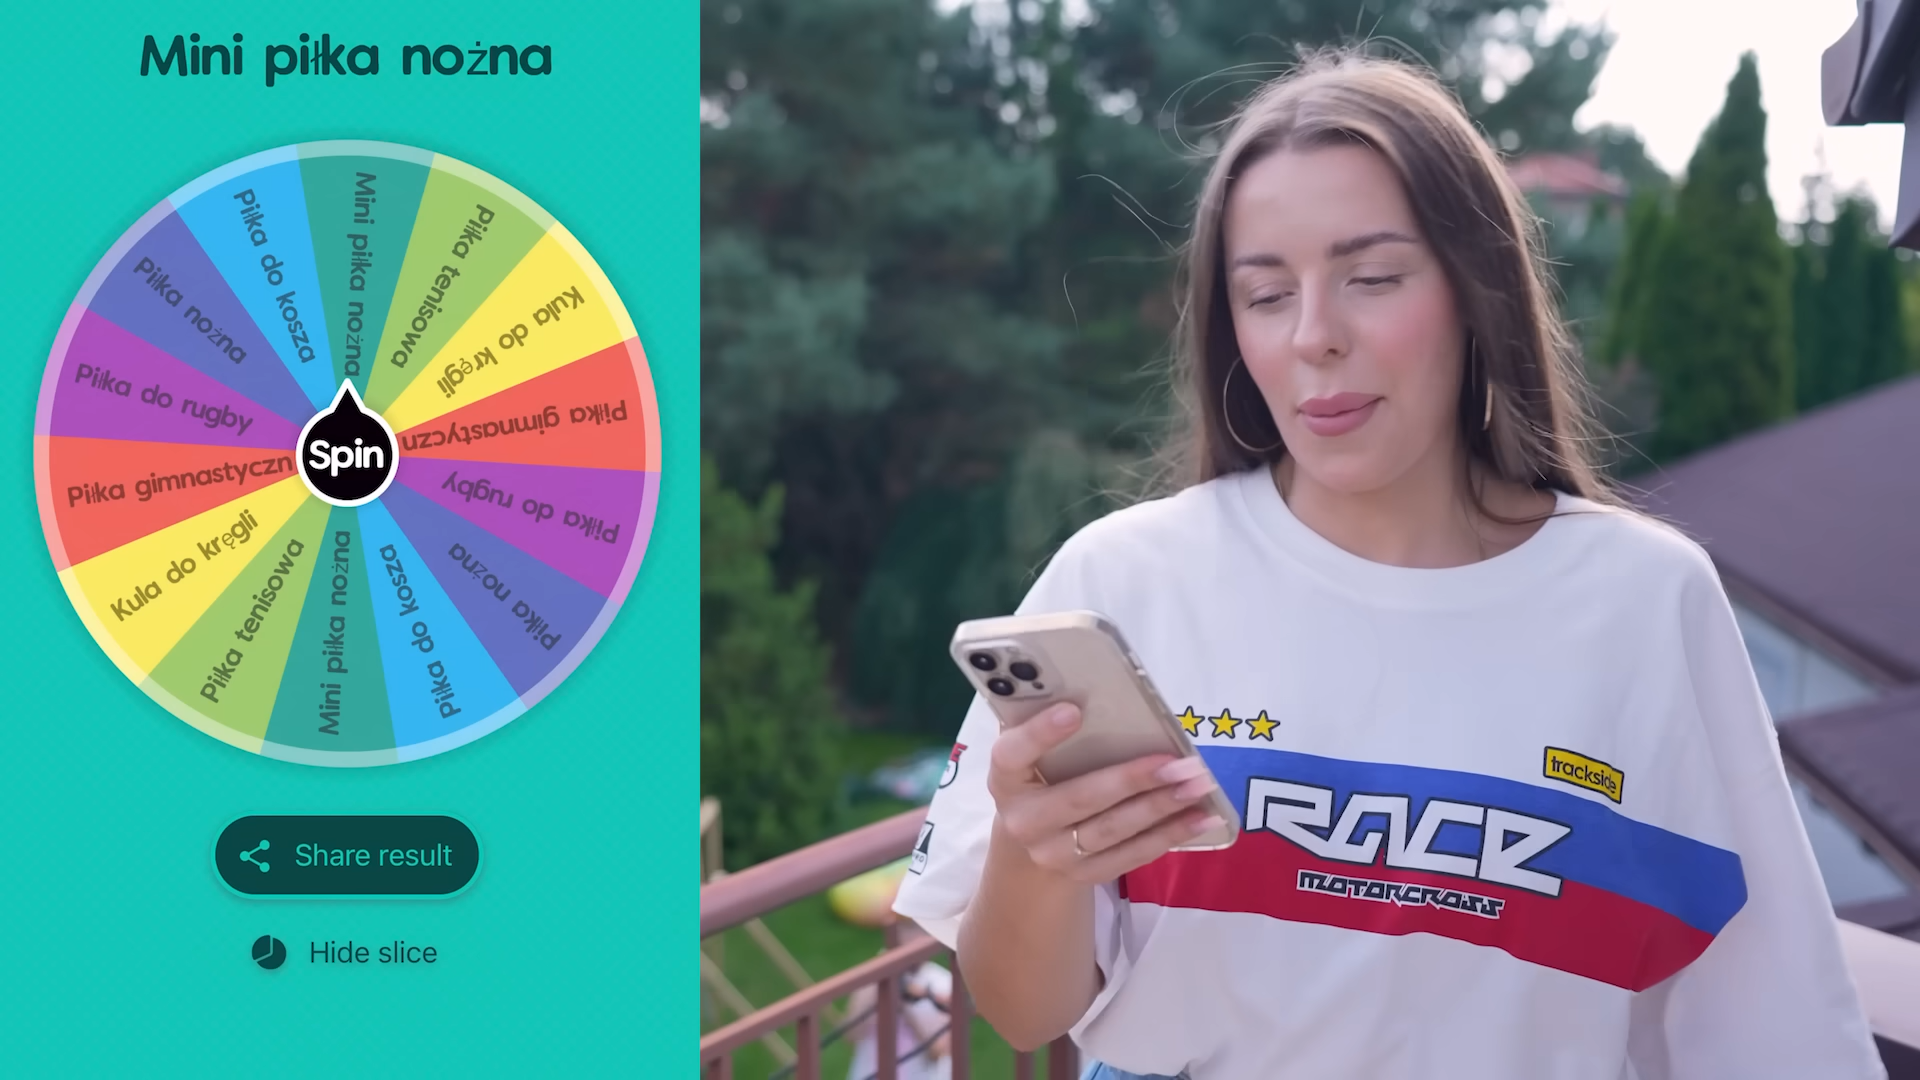 Mini piłka nożna
Mini piłka nożna
Piłka tenisowa
Kula do kręgli
Piłka gimnastyczn
Piłka do rugby
Piłka nożna
Piłka do kosza
Mini piłka nożna
Piłka tenisowa
Kula do kręgli
Piłka gimnastyczn
Piłka do rugby
Piłka nożna
Piłka do kosza
Spin
Share result
Hide slice
trackside
RACE
MOTORCROSS